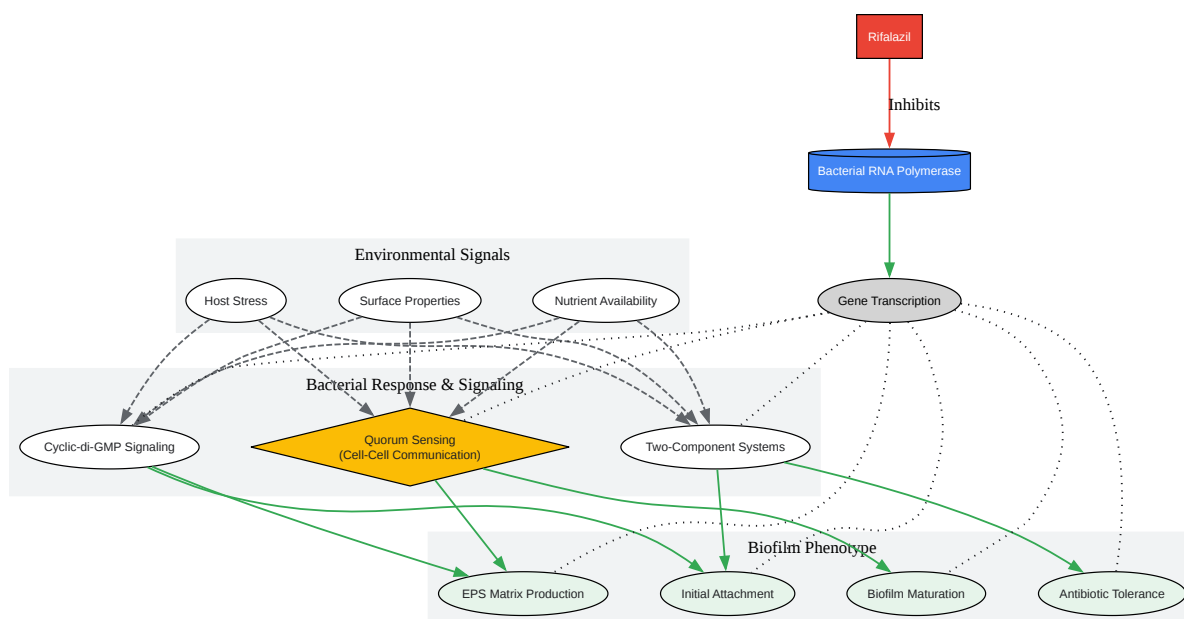 Rifalazil
Inhibits
Bacterial RNA Polymerase
Environmental Signals
Host Stress
Surface Properties
Nutrient Availability
Gene Transcription
Bacterial Response & Signaling
Cyclic-di-GMP Signaling
Quorum Sensing
(Cell-Cell Communication)
Two-Component Systems
Biofilm Phenotype
EPS Matrix Production
Initial Attachment
Biofilm Maturation
Antibiotic Tolerance